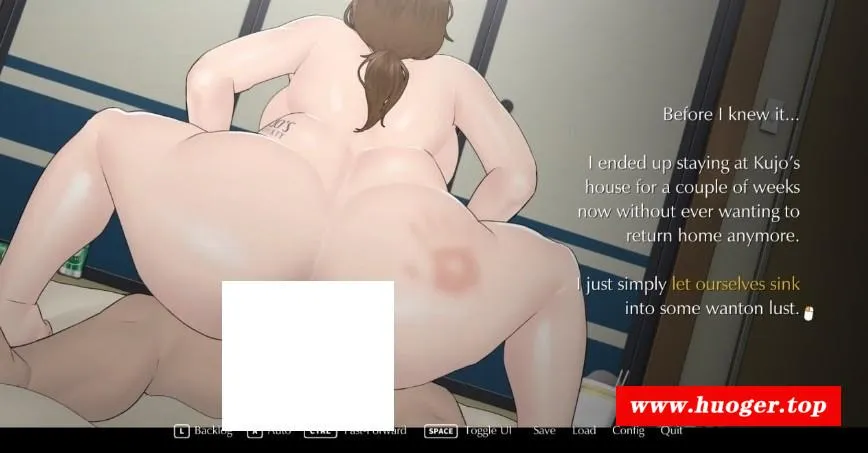 Before I knew it...
I ended up staying at Kujo's
house for a couple of weeks
now without ever wanting to
return home anymore.
I just simply let ourselves sink
into some wanton lust.
www.huoger.top
L Backlog A Auto CTRL Fast-Forward SPACE Toggle UI Save Load Config Quit